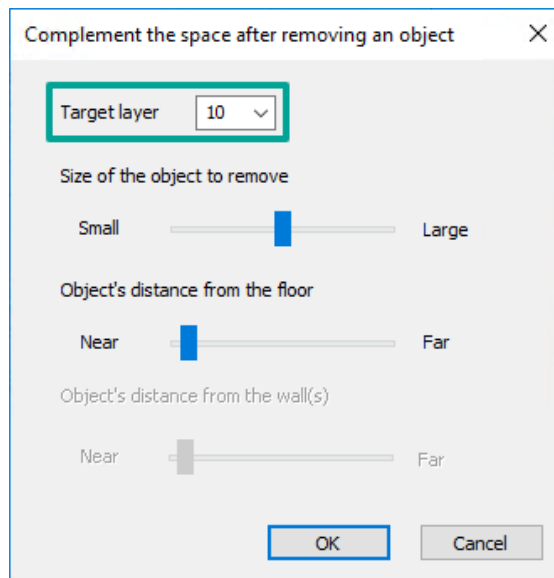 Complement the space after removing an object
Target layer 10
Size of the object to remove
Small Large
Object's distance from the floor
Near Far
Object's distance from the wall(s)
Near Far
OK Cancel